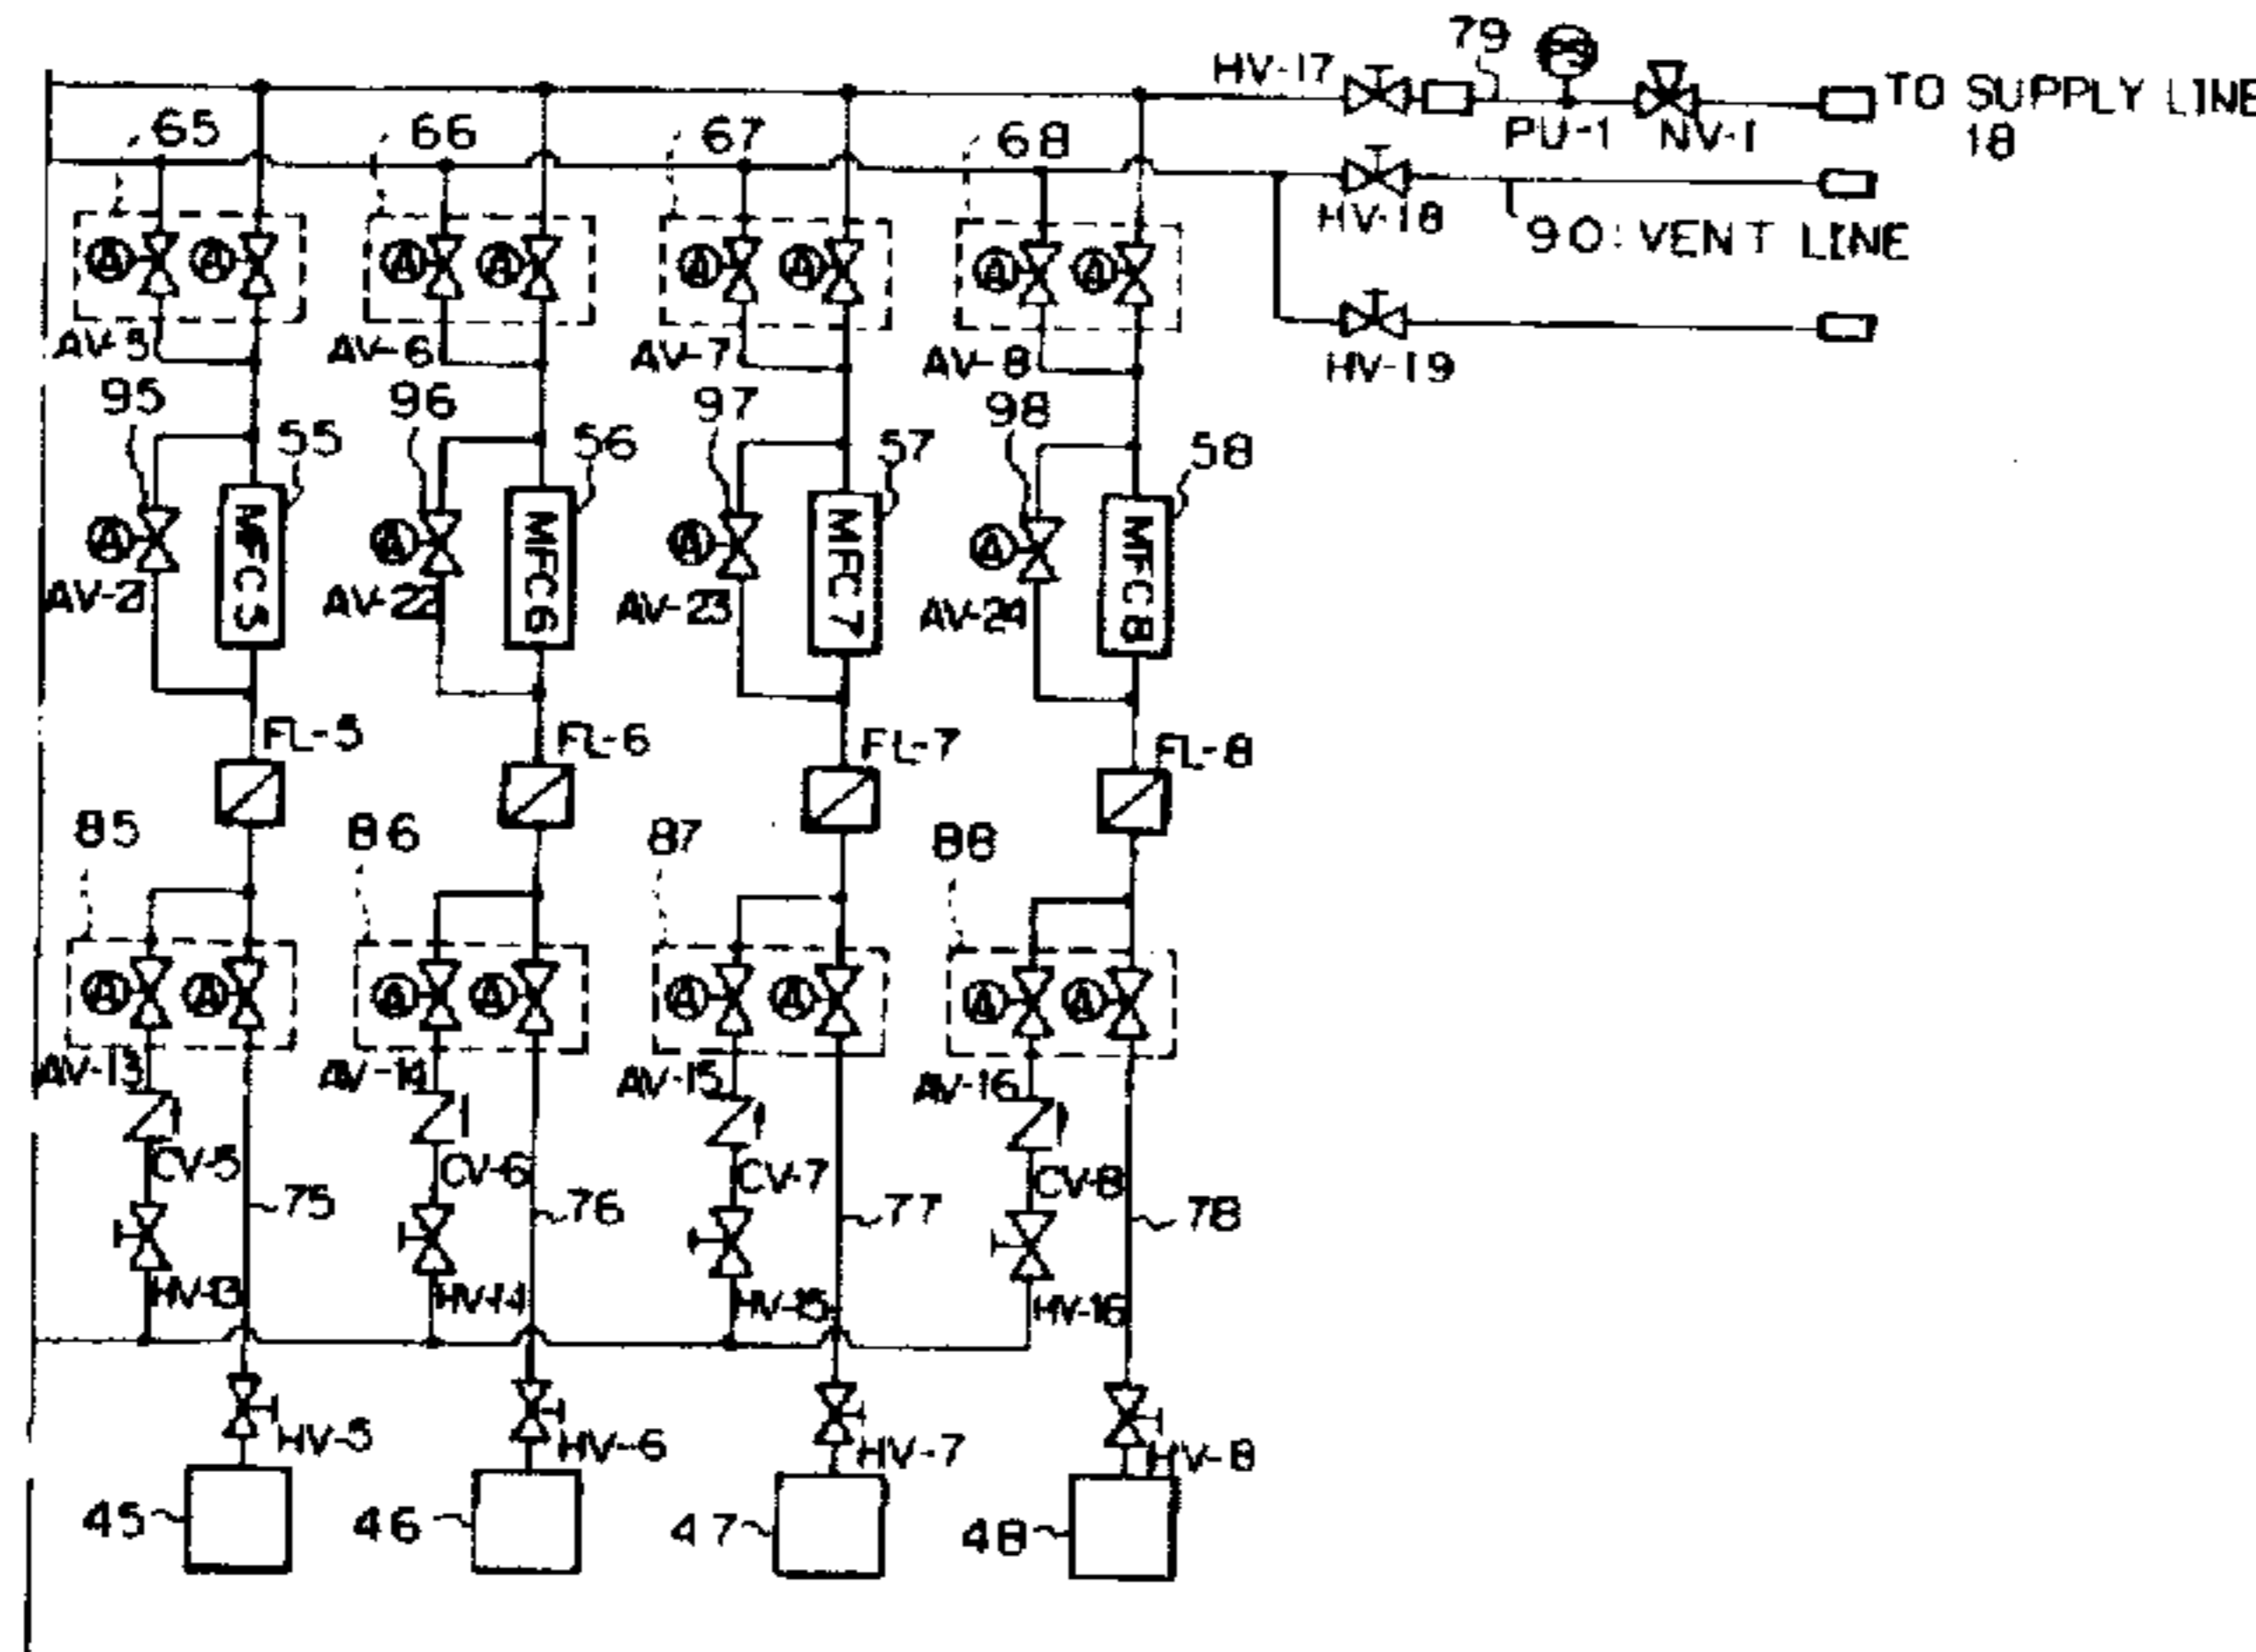 79
HV-17
TO SUPPLY LINE
18
PU-1
NV-1
65
66
67
68
HV-18
90: VENT LINE
A
A
A
A
A
A
A
A
AV-5
AV-6
AV-7
AV-8
HV-19
95
96
97
98
55
56
57
58
A
A
A
A
MFC5
MFC6
MFC7
MFC8
AV-21
AV-22
AV-23
AV-24
FL-5
FL-6
FL-7
FL-8
85
86
87
88
A
A
A
A
A
A
A
A
AV-13
AV-14
AV-15
AV-16
CV-5
CV-6
CV-7
CV-8
75
76
77
78
HV-13
HV-14
HV-15
HV-16
HV-5
HV-6
HV-7
HV-8
45
46
47
48